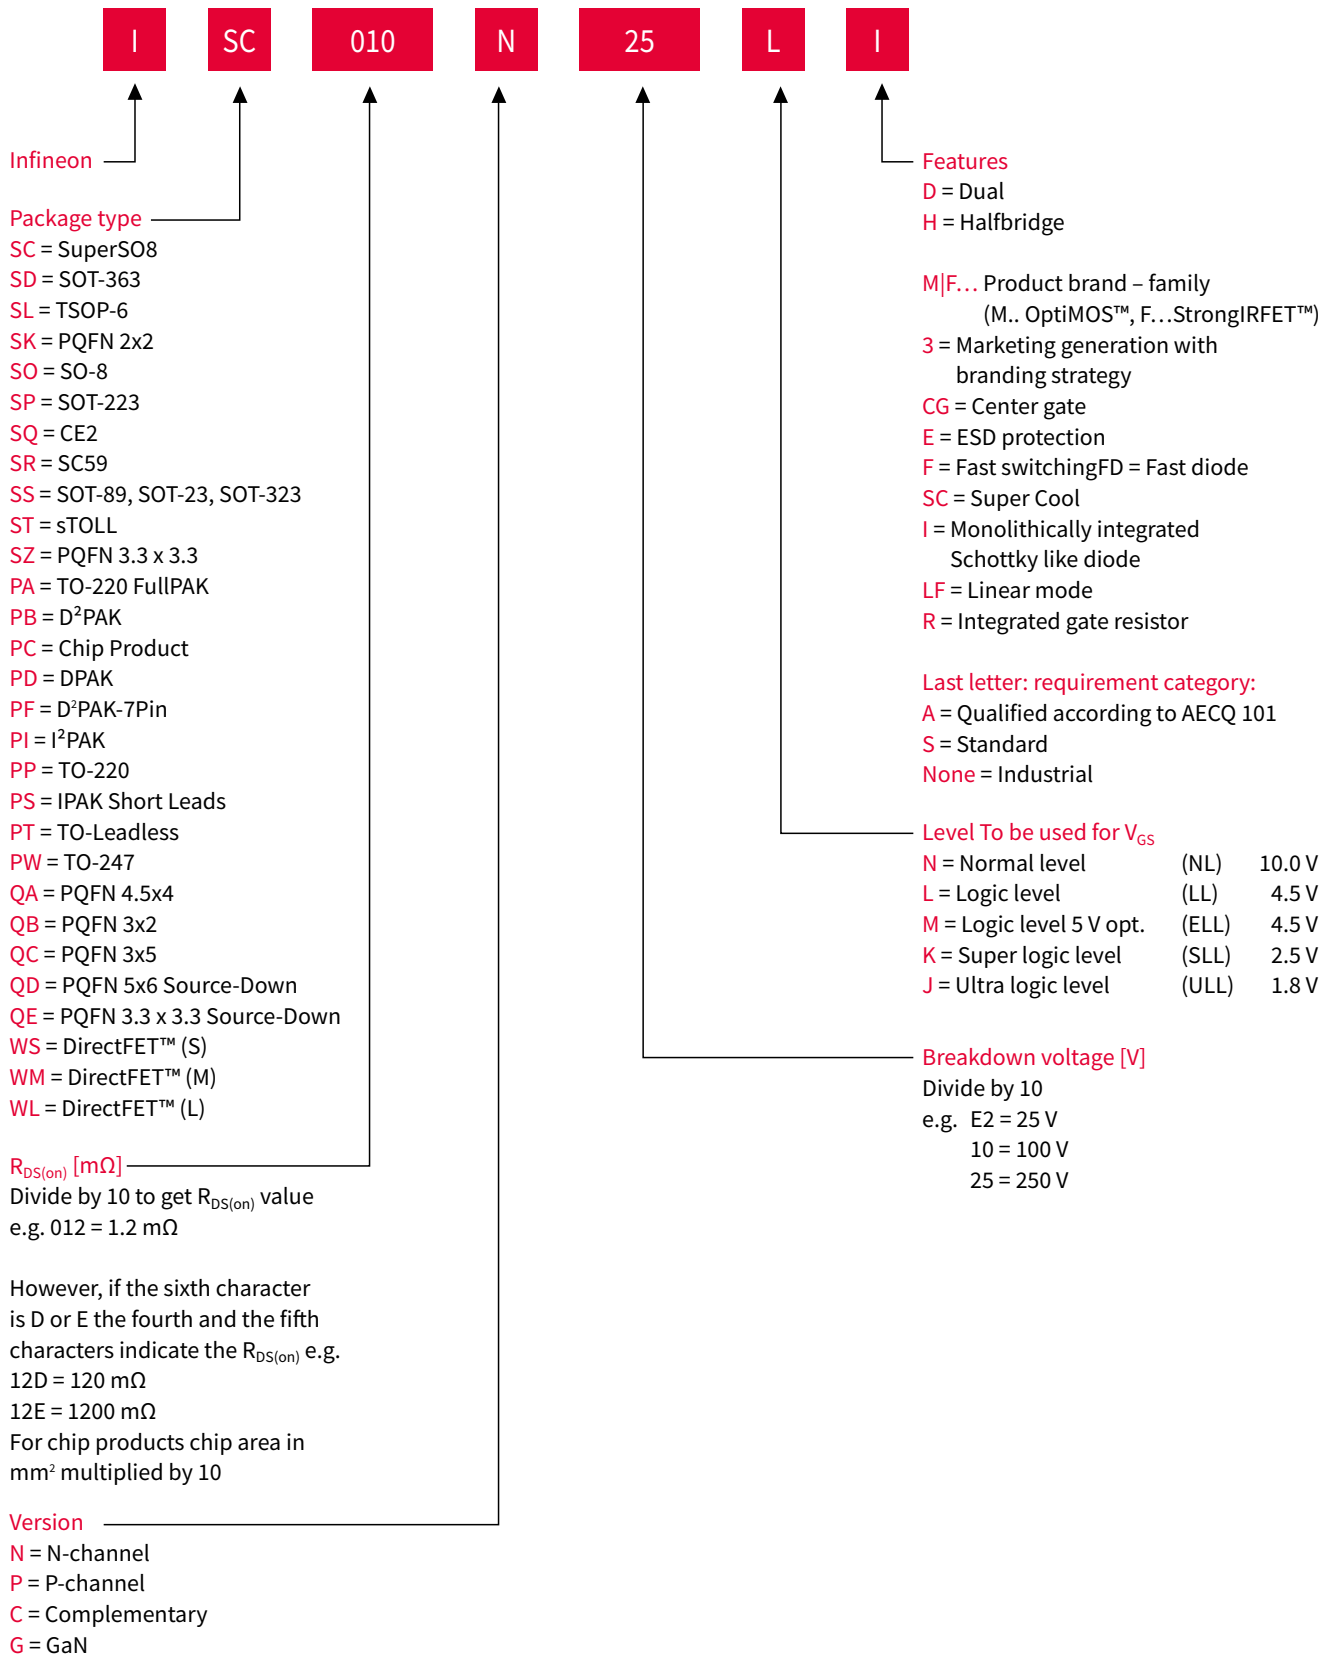 I SC 010 N 25 L I
Infineon
Package type
SC = SuperSO8
SD = SOT-363
SL = TSOP-6
SK = PQFN 2x2
SO = SO-8
SP = SOT-223
SQ = CE2
SR = SC59
SS = SOT-89, SOT-23, SOT-323
ST = sTOLL
SZ = PQFN 3.3 x 3.3
PA = TO-220 FullPAK
PB = D²PAK
PC = Chip Product
PD = DPAK
PF = D²PAK-7Pin
PI = I²PAK
PP = TO-220
PS = IPAK Short Leads
PT = TO-Leadless
PW = TO-247
QA = PQFN 4.5x4
QB = PQFN 3x2
QC = PQFN 3x5
QD = PQFN 5x6 Source-Down
QE = PQFN 3.3 x 3.3 Source-Down
WS = DirectFET™ (S)
WM = DirectFET™ (M)
WL = DirectFET™ (L)
RDS(on) [mΩ]
Divide by 10 to get RDS(on) value
e.g. 012 = 1.2 mΩ
However, if the sixth character
is D or E the fourth and the fifth
characters indicate the RDS(on) e.g.
12D = 120 mΩ
12E = 1200 mΩ
For chip products chip area in
mm² multiplied by 10
Version
N = N-channel
P = P-channel
C = Complementary
G = GaN
Features
D = Dual
H = Halfbridge
M|F… Product brand – family
(M.. OptiMOS™, F…StrongIRFET™)
3 = Marketing generation with
branding strategy
CG = Center gate
E = ESD protection
F = Fast switchingFD = Fast diode
SC = Super Cool
I = Monolithically integrated
Schottky like diode
LF = Linear mode
R = Integrated gate resistor
Last letter: requirement category:
A = Qualified according to AECQ 101
S = Standard
None = Industrial
Level To be used for VGS
N = Normal level (NL) 10.0 V
L = Logic level (LL) 4.5 V
M = Logic level 5 V opt. (ELL) 4.5 V
K = Super logic level (SLL) 2.5 V
J = Ultra logic level (ULL) 1.8 V
Breakdown voltage [V]
Divide by 10
e.g. E2 = 25 V
10 = 100 V
25 = 250 V